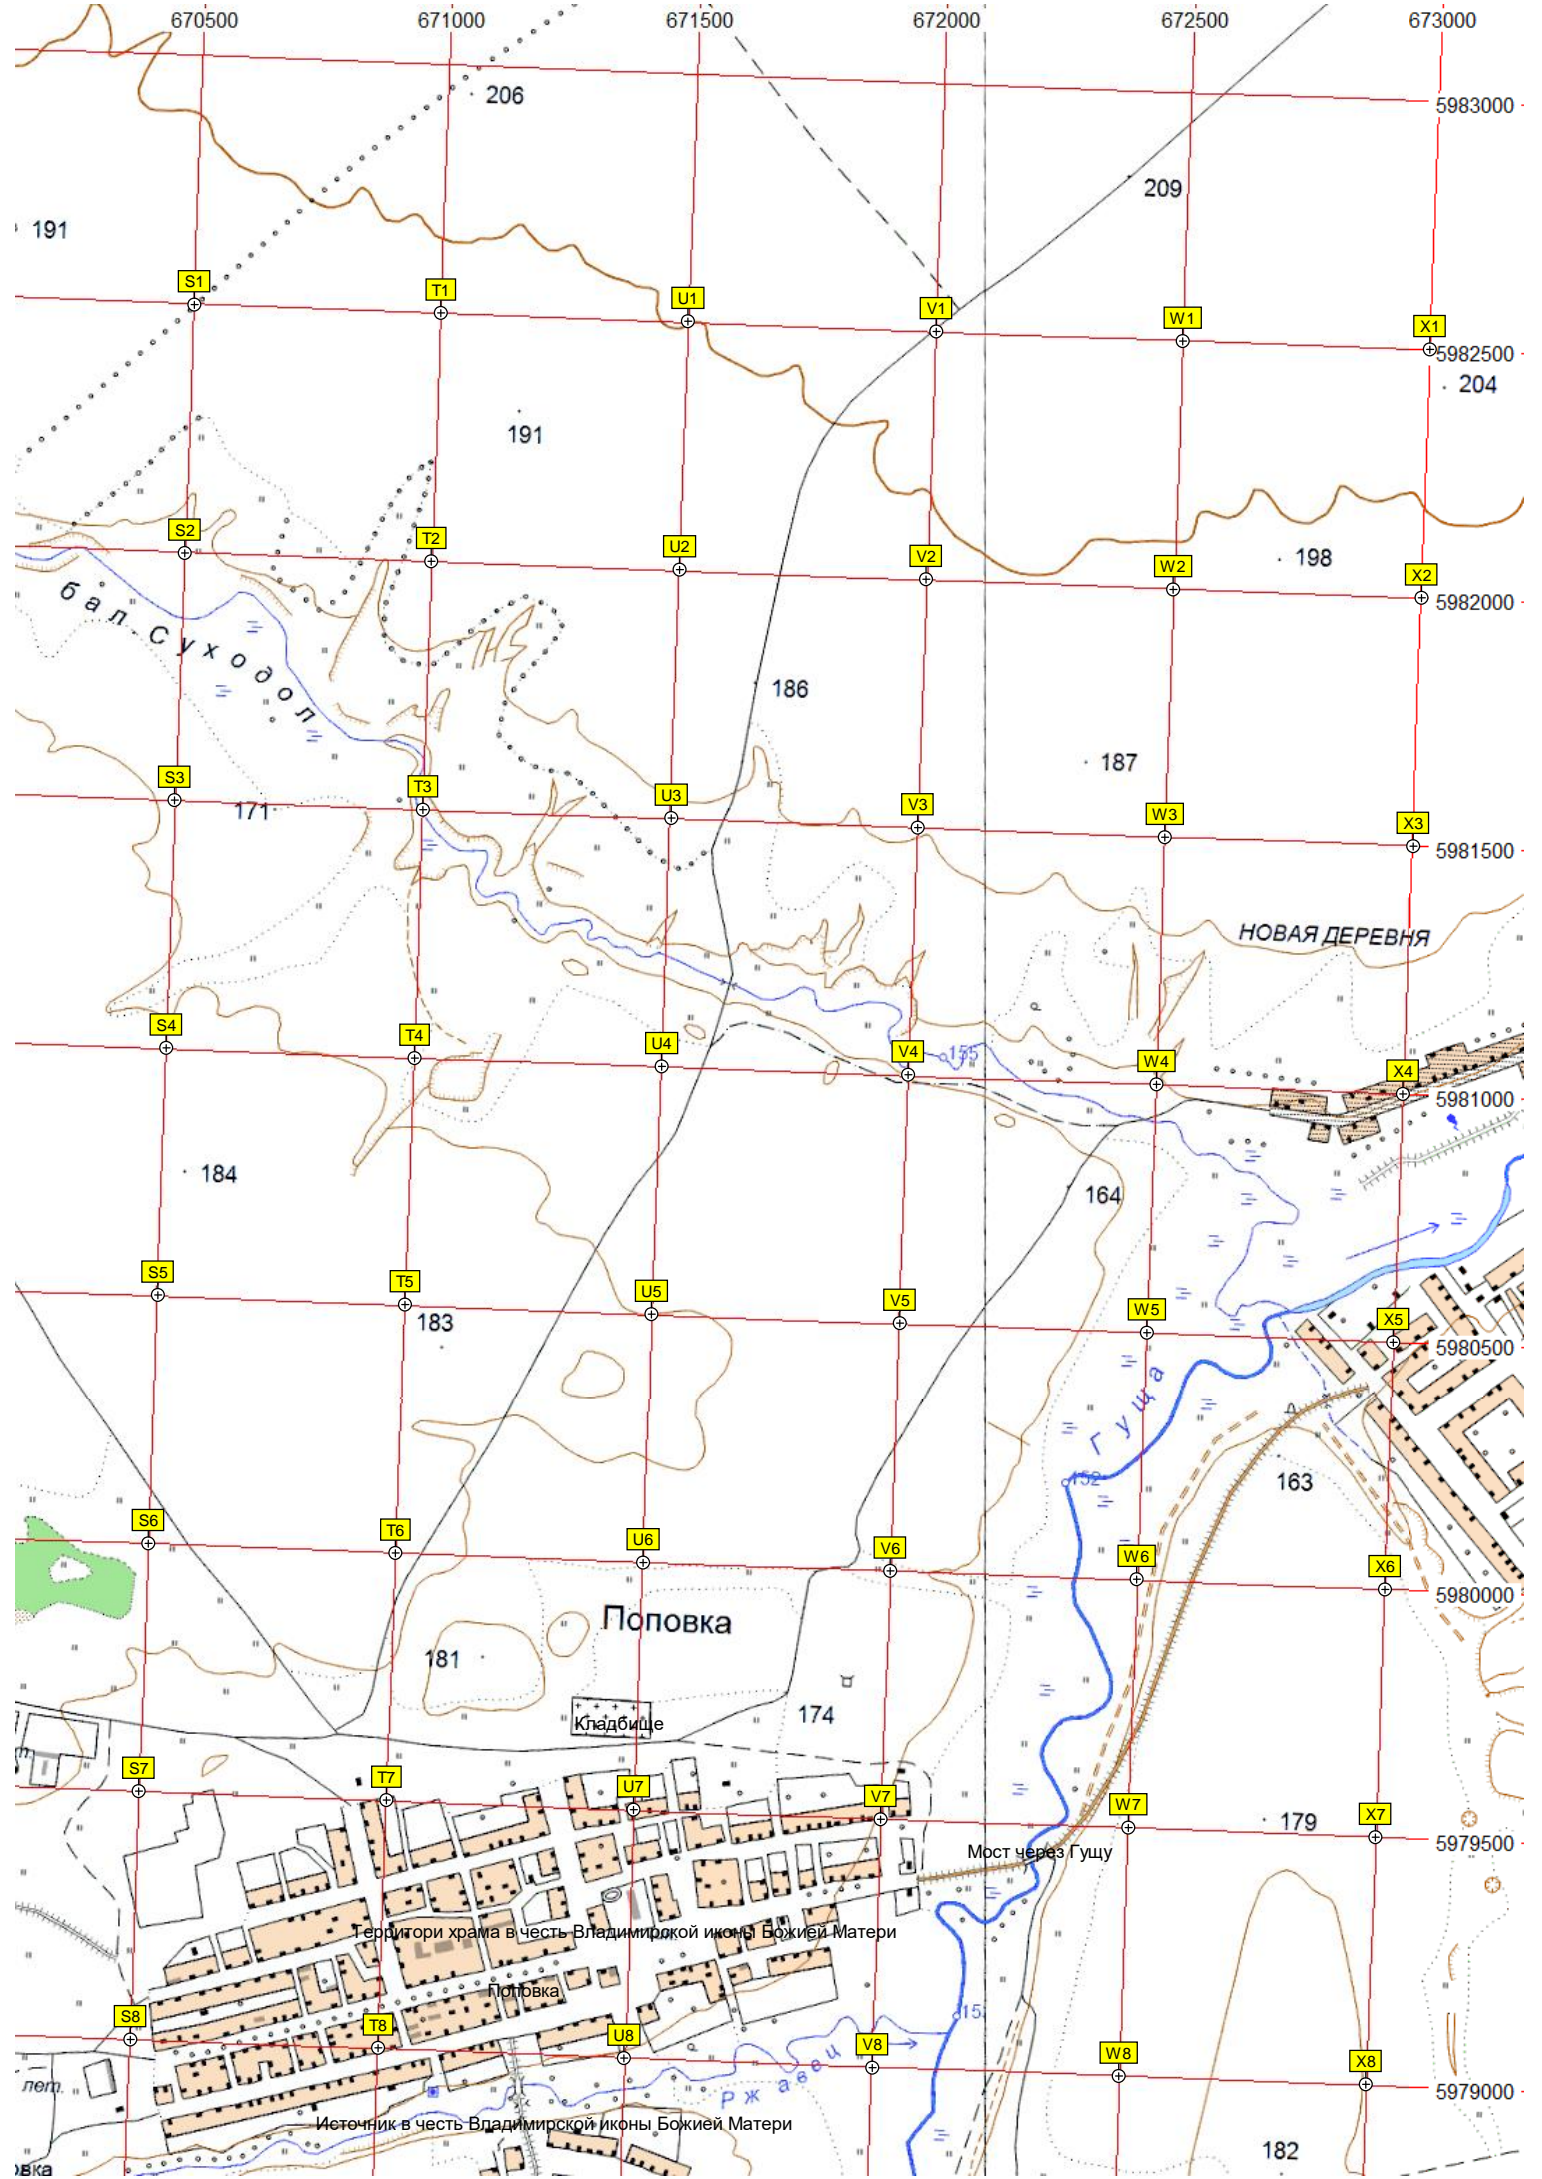 670500 671000 671500 672000 672500 673000
206
5983000
209
191
S1 T1 U1 V1 W1 X1
5982500
204
191
S2 T2 U2 V2 W2 X2
198
5982000
бал. Суходол
186
187
S3 T3 U3 V3 W3 X3
171
5981500
НОВАЯ ДЕРЕВНЯ
S4 T4 U4 V4 W4 X4
155
5981000
184
164
S5 T5 U5 V5 W5 X5
183
5980500
Гуща
152
163
S6 T6 U6 V6 W6 X6
5980000
Поповка
181
174
Кладбище
S7 T7 U7 V7 W7 X7
179
5979500
Мост через Гущу
Территори храма в честь Владимирской иконы Божией Матери
Поповка
15
S8 T8 U8 V8 W8 X8
лет.
Ржавец
5979000
Источник в честь Владимирской иконы Божией Матери
182
овка